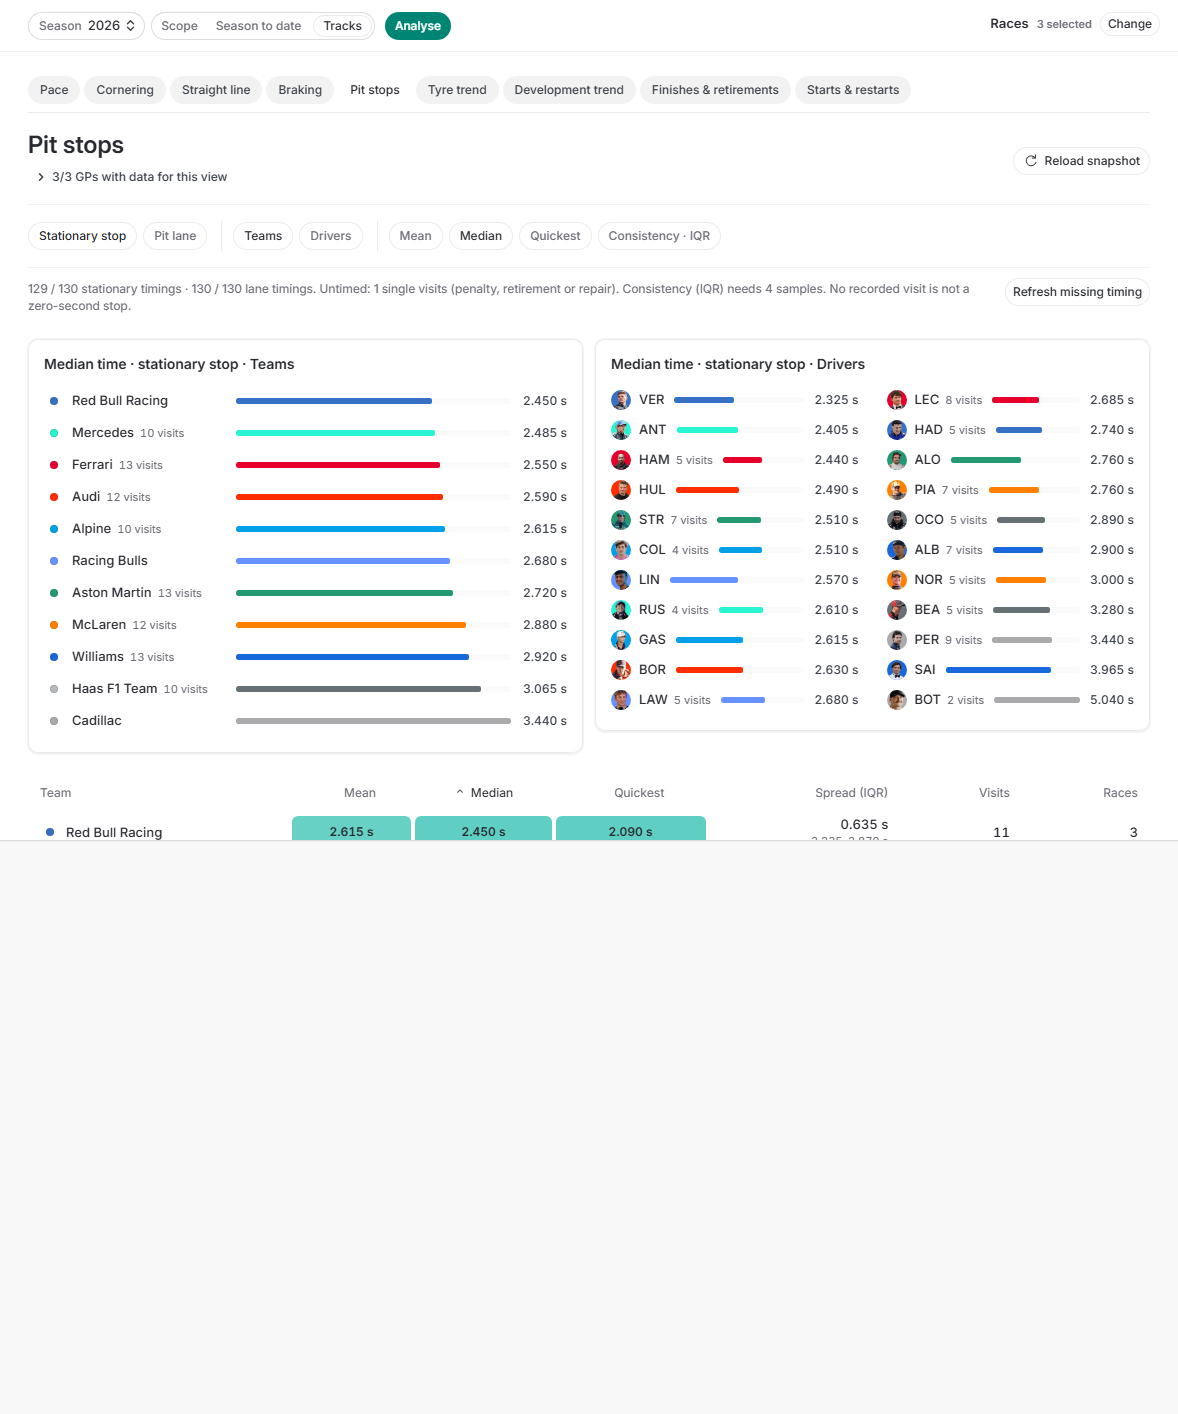 Season 2026 Scope Season to date Tracks Analyse Races 3 selected Change
Pace Cornering Straight line Braking Pit stops Tyre trend Development trend Finishes & retirements Starts & restarts
Pit stops
3/3 GPs with data for this view
Reload snapshot
Stationary stop Pit lane Teams Drivers Mean Median Quickest Consistency · IQR
129 / 130 stationary timings · 130 / 130 lane timings. Untimed: 1 single visits (penalty, retirement or repair). Consistency (IQR) needs 4 samples. No recorded visit is not a
zero-second stop.
Refresh missing timing
Median time · stationary stop · Teams
Red Bull Racing 2.450 s
Mercedes 10 visits 2.485 s
Ferrari 13 visits 2.550 s
Audi 12 visits 2.590 s
Alpine 10 visits 2.615 s
Racing Bulls 2.680 s
Aston Martin 13 visits 2.720 s
McLaren 12 visits 2.880 s
Williams 13 visits 2.920 s
Haas F1 Team 10 visits 3.065 s
Cadillac 3.440 s
Median time · stationary stop · Drivers
VER 2.325 s
ANT 2.405 s
HAM 5 visits 2.440 s
HUL 2.490 s
STR 7 visits 2.510 s
COL 4 visits 2.510 s
LIN 2.570 s
RUS 4 visits 2.610 s
GAS 2.615 s
BOR 2.630 s
LAW 5 visits 2.680 s
LEC 8 visits 2.685 s
HAD 5 visits 2.740 s
ALO 2.760 s
PIA 7 visits 2.760 s
OCO 5 visits 2.890 s
ALB 7 visits 2.900 s
NOR 5 visits 3.000 s
BEA 5 visits 3.280 s
PER 9 visits 3.440 s
SAI 3.965 s
BOT 2 visits 5.040 s
Team Mean Median Quickest Spread (IQR) Visits Races
Red Bull Racing 2.615 s 2.450 s 2.090 s 0.635 s 11 3